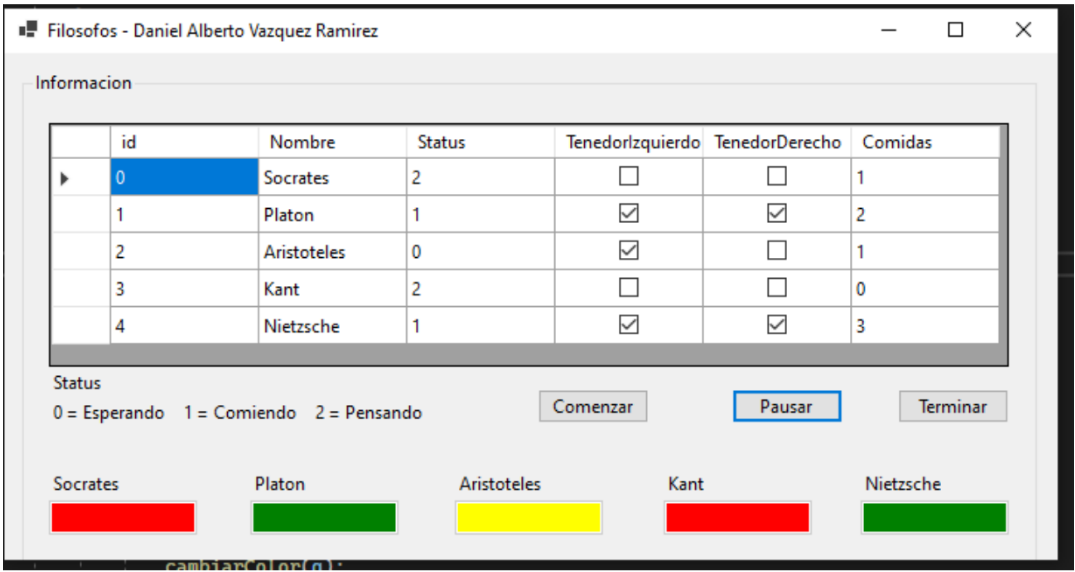 Filosofos - Daniel Alberto Vazquez Ramirez
Informacion
id Nombre Status TenedorIzquierdo TenedorDerecho Comidas
0 Socrates 2 1
1 Platon 1 2
2 Aristoteles 0 1
3 Kant 2 0
4 Nietzsche 1 3
Status
0 = Esperando 1 = Comiendo 2 = Pensando
Comenzar Pausar Terminar
Socrates Platon Aristoteles Kant Nietzsche
cambiarColor(g);